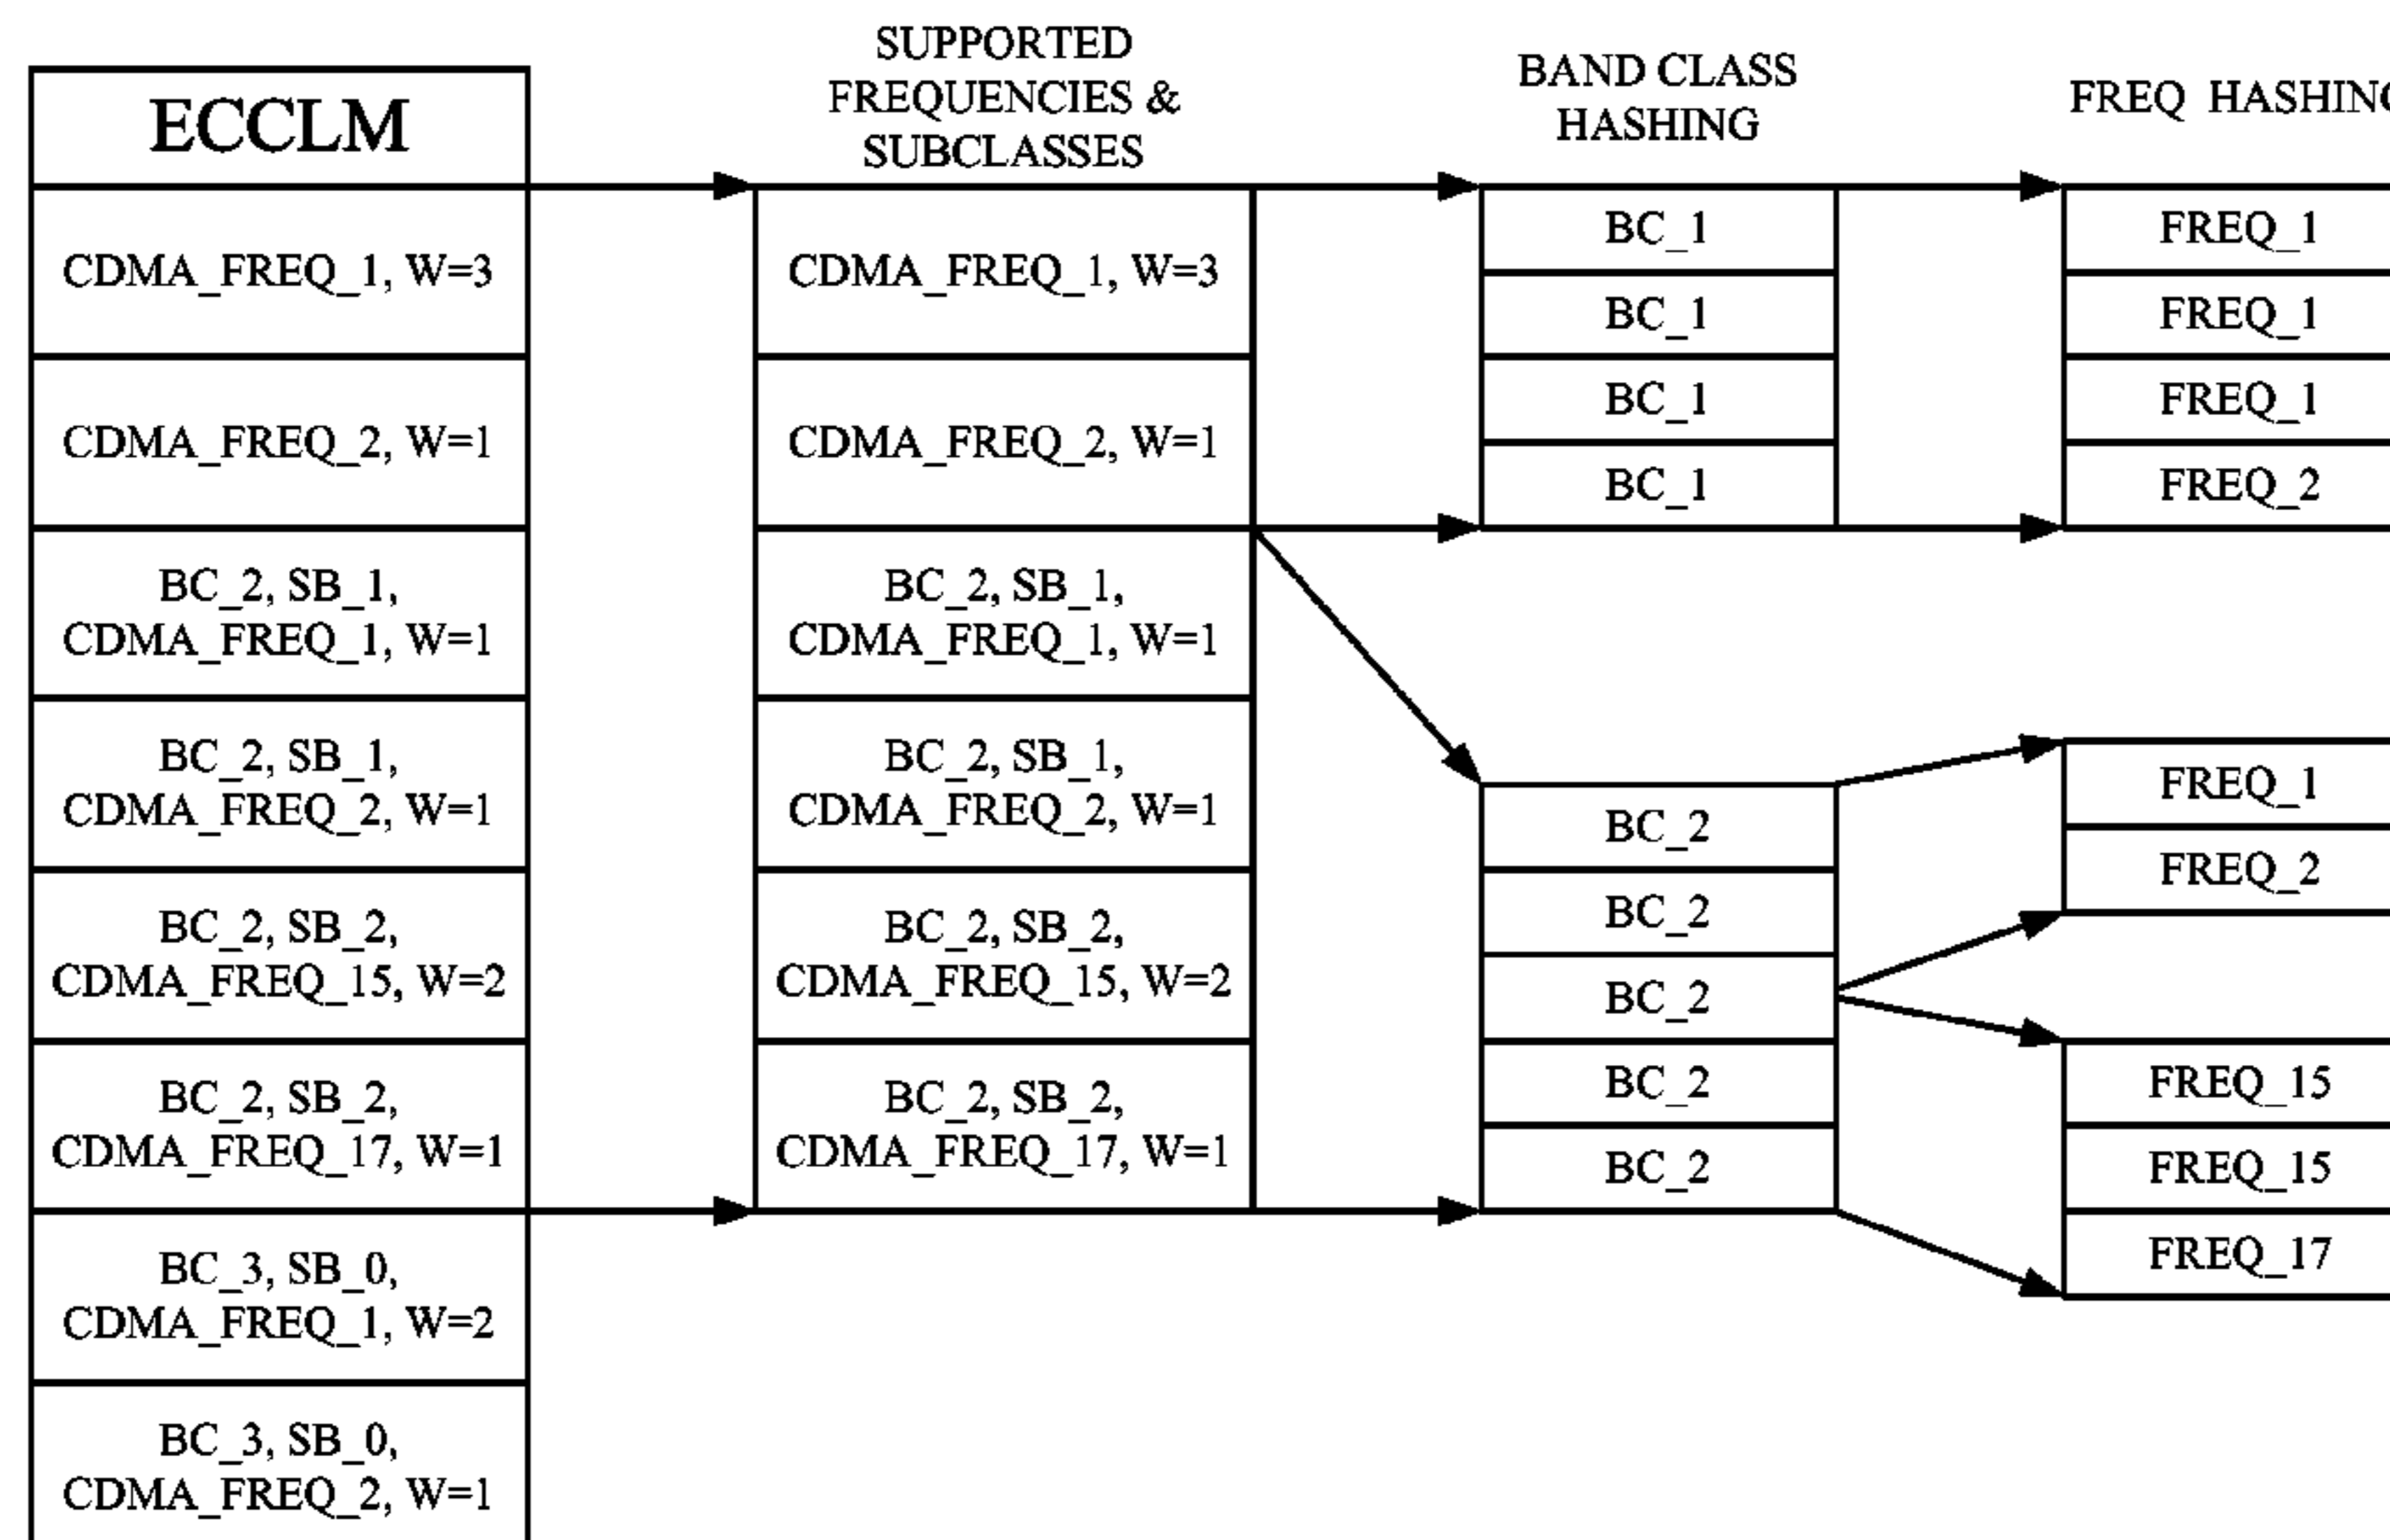 ECCLM
CDMA_FREQ_1, W=3
CDMA_FREQ_2, W=1
BC_2, SB_1,
CDMA_FREQ_1, W=1
BC_2, SB_1,
CDMA_FREQ_2, W=1
BC_2, SB_2,
CDMA_FREQ_15, W=2
BC_2, SB_2,
CDMA_FREQ_17, W=1
BC_3, SB_0,
CDMA_FREQ_1, W=2
BC_3, SB_0,
CDMA_FREQ_2, W=1
SUPPORTED
FREQUENCIES &
SUBCLASSES
CDMA_FREQ_1, W=3
CDMA_FREQ_2, W=1
BC_2, SB_1,
CDMA_FREQ_1, W=1
BC_2, SB_1,
CDMA_FREQ_2, W=1
BC_2, SB_2,
CDMA_FREQ_15, W=2
BC_2, SB_2,
CDMA_FREQ_17, W=1
BAND CLASS
HASHING
BC_1
BC_1
BC_1
BC_1
BC_2
BC_2
BC_2
BC_2
BC_2
FREQ HASHING
FREQ_1
FREQ_1
FREQ_1
FREQ_2
FREQ_1
FREQ_2
FREQ_15
FREQ_15
FREQ_17